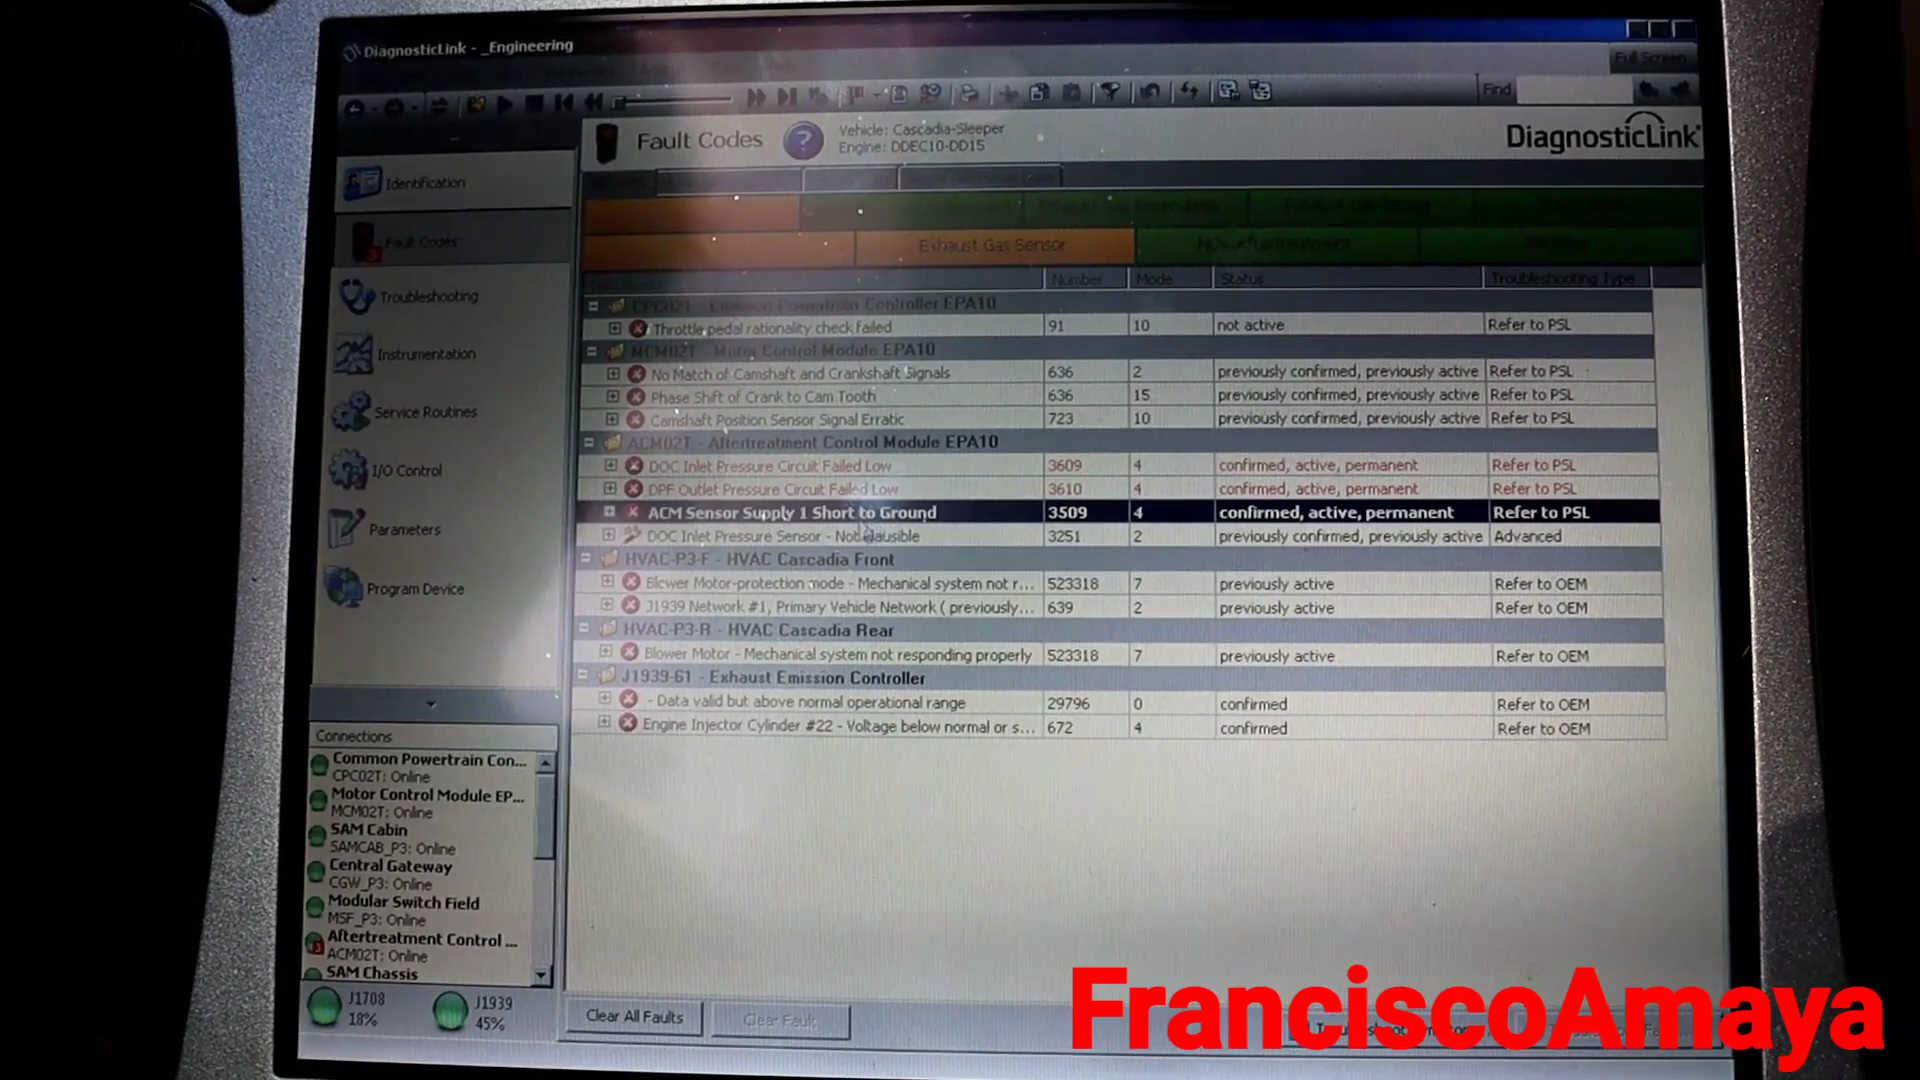 DiagnosticLink - _Engineering
Full Screen
Find
Fault Codes
?
Vehicle: Cascadia-Sleeper
Engine: DDEC10-DD15
DiagnosticLink
Identification
Fault Codes
3
Troubleshooting
Instrumentation
Service Routines
I/O Control
Parameters
Program Device
Exhaust Gas Sensor
NOx Aftertreatment
Number Mode Status Troubleshooting Type
CPC02T - Common Powertrain Controller EPA10
Throttle pedal rationality check failed 91 10 not active Refer to PSL
MCM02T - Motor Control Module EPA10
No Match of Camshaft and Crankshaft Signals 636 2 previously confirmed, previously active Refer to PSL
Phase Shift of Crank to Cam Tooth 636 15 previously confirmed, previously active Refer to PSL
Camshaft Position Sensor Signal Erratic 723 10 previously confirmed, previously active Refer to PSL
ACM02T - Aftertreatment Control Module EPA10
DOC Inlet Pressure Circuit Failed Low 3609 4 confirmed, active, permanent Refer to PSL
DPF Outlet Pressure Circuit Failed Low 3610 4 confirmed, active, permanent Refer to PSL
ACM Sensor Supply 1 Short to Ground 3509 4 confirmed, active, permanent Refer to PSL
DOC Inlet Pressure Sensor - Not Plausible 3251 2 previously confirmed, previously active Advanced
HVAC-P3-F - HVAC Cascadia Front
Blower Motor-protection mode - Mechanical system not r... 523318 7 previously active Refer to OEM
J1939 Network #1, Primary Vehicle Network ( previously... 639 2 previously active Refer to OEM
HVAC-P3-R - HVAC Cascadia Rear
Blower Motor - Mechanical system not responding properly 523318 7 previously active Refer to OEM
J1939-61 - Exhaust Emission Controller
- Data valid but above normal operational range 29796 0 confirmed Refer to OEM
Engine Injector Cylinder #22 - Voltage below normal or s... 672 4 confirmed Refer to OEM
Connections
Common Powertrain Con...
CPC02T: Online
Motor Control Module EP...
MCM02T: Online
SAM Cabin
SAMCAB_P3: Online
Central Gateway
CGW_P3: Online
Modular Switch Field
MSF_P3: Online
Aftertreatment Control ...
3
ACM02T: Online
SAM Chassis
J1708
18%
J1939
45%
Clear All Faults
Clear Fault
FranciscoAmaya